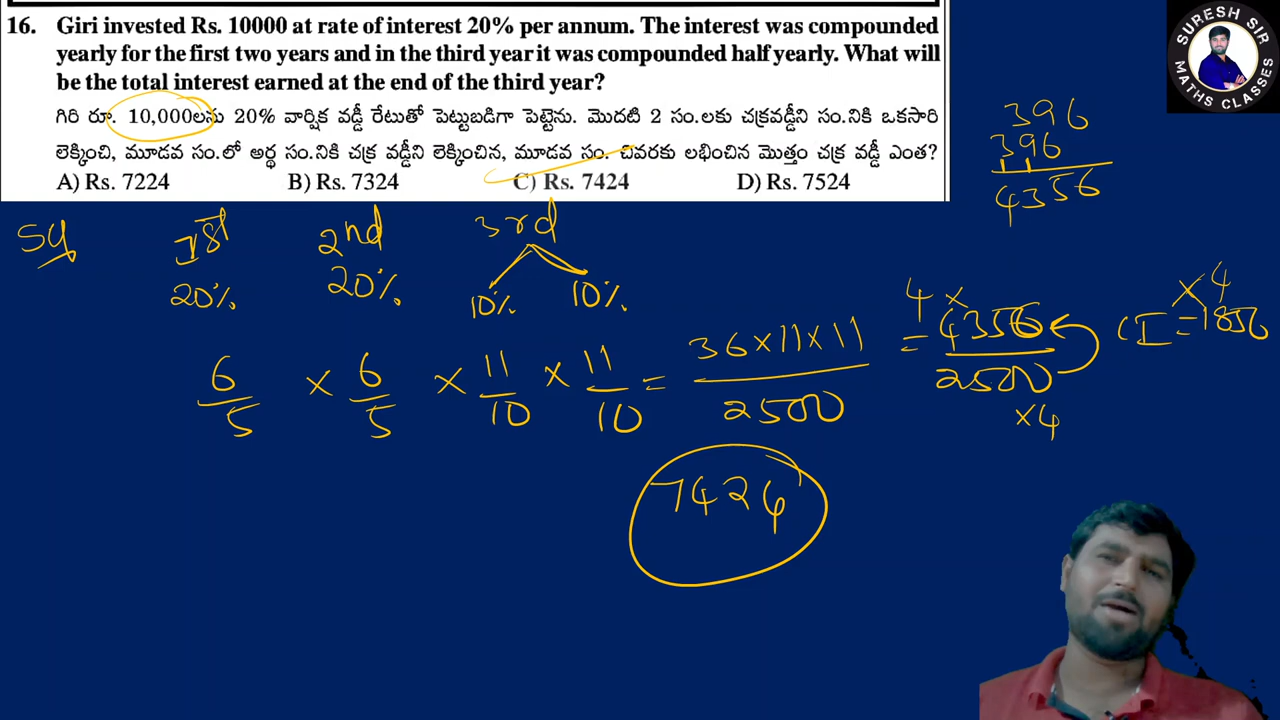 16. Giri invested Rs. 10000 at rate of interest 20% per annum. The interest was compounded
yearly for the first two years and in the third year it was compounded half yearly. What will
be the total interest earned at the end of the third year?
గిరి రూ. 10,000లను 20% వార్షిక వడ్డీ రేటుతో పెట్టుబడిగా పెట్టెను. మొదటి 2 సం.లకు చక్రవడ్డీని సం.నికి ఒకసారి
లెక్కించి, మూడవ సం.లో అర్ధ సం.నికి చక్ర వడ్డీని లెక్కించిన, మూడవ సం. చివరకు లభించిన మొత్తం చక్ర వడ్డీ ఎంత?
A) Rs. 7224 B) Rs. 7324 C) Rs. 7424 D) Rs. 7524
SURESH SIR
MATHS CLASSES
396
396
4356
1st 2nd 3rd
20% 20% 10% 10%
6/5 × 6/5 × 11/10 × 11/10 = 36×11×11/2500 = 4356/2500 CI = 1856
4 × ×4
×4
7424